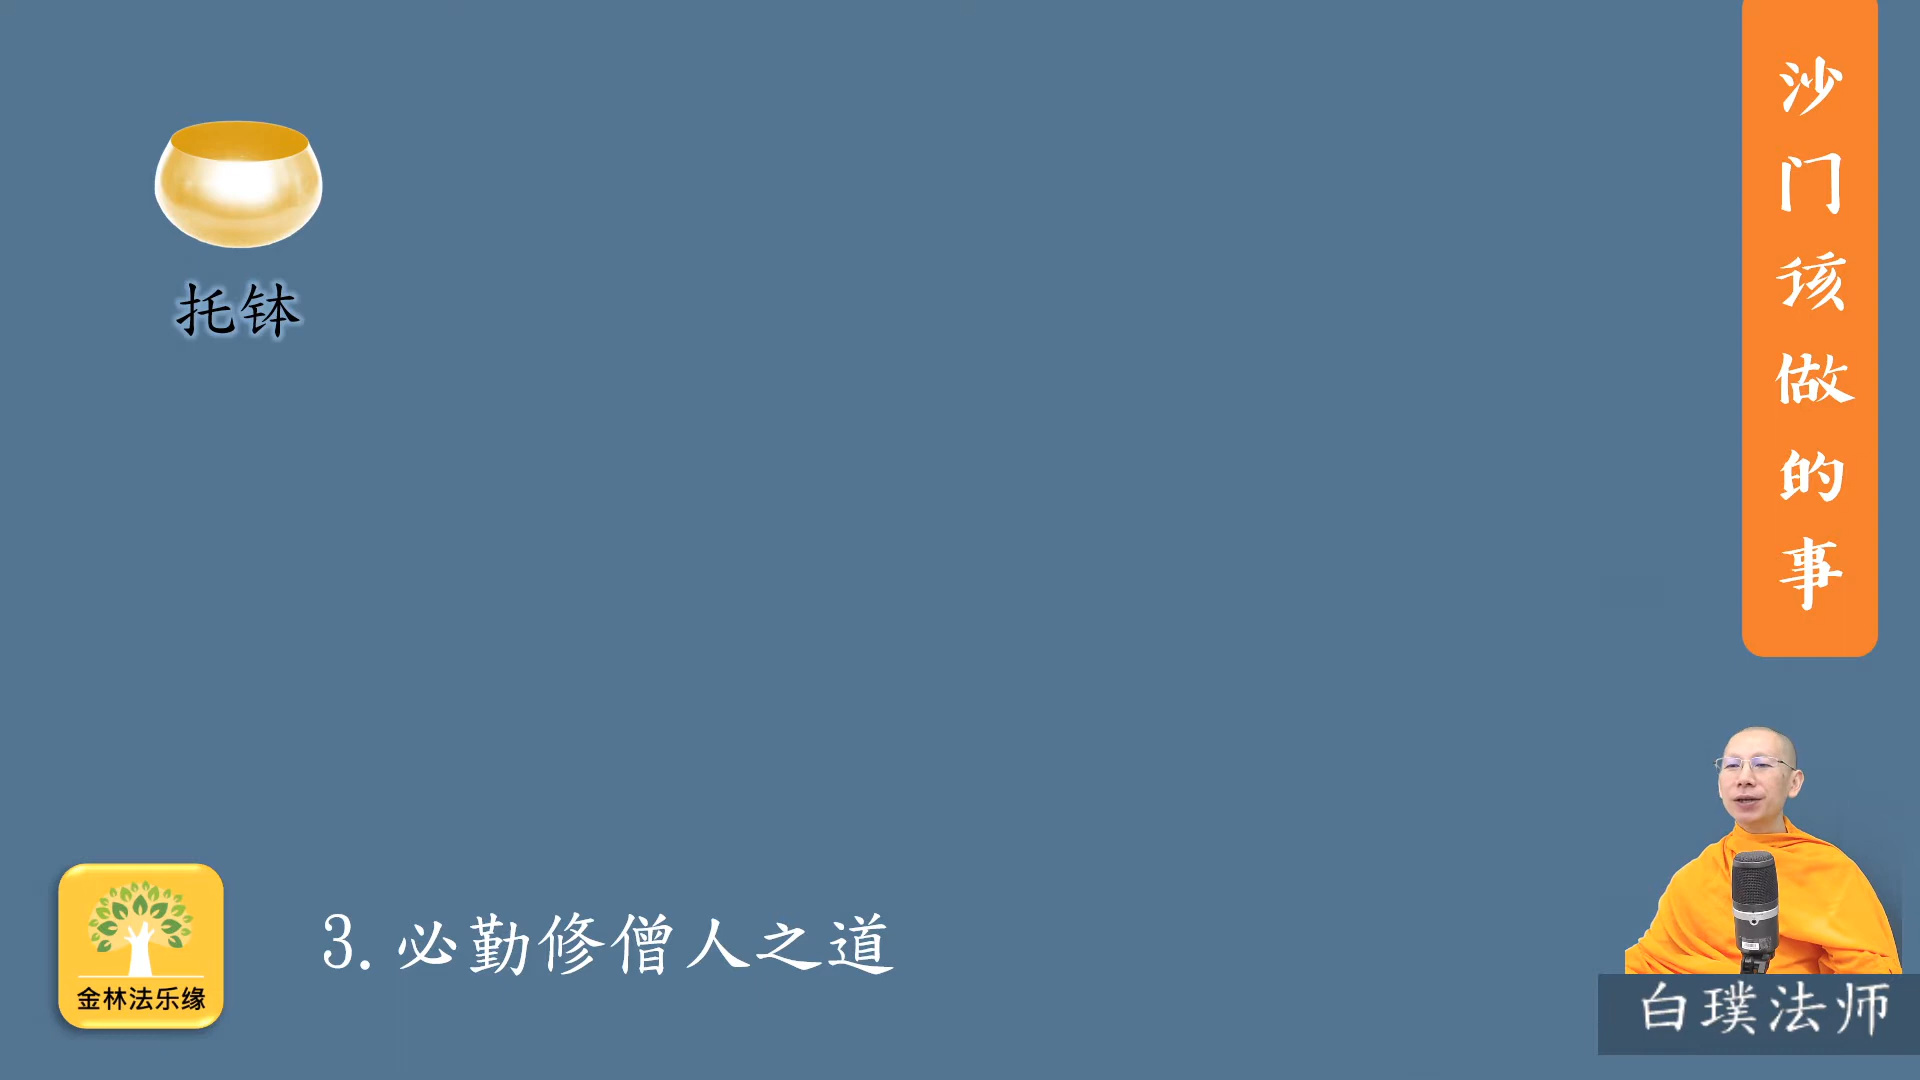 沙门该做的事
托钵
3.必勤修僧人之道
金林法乐缘
白璞法师